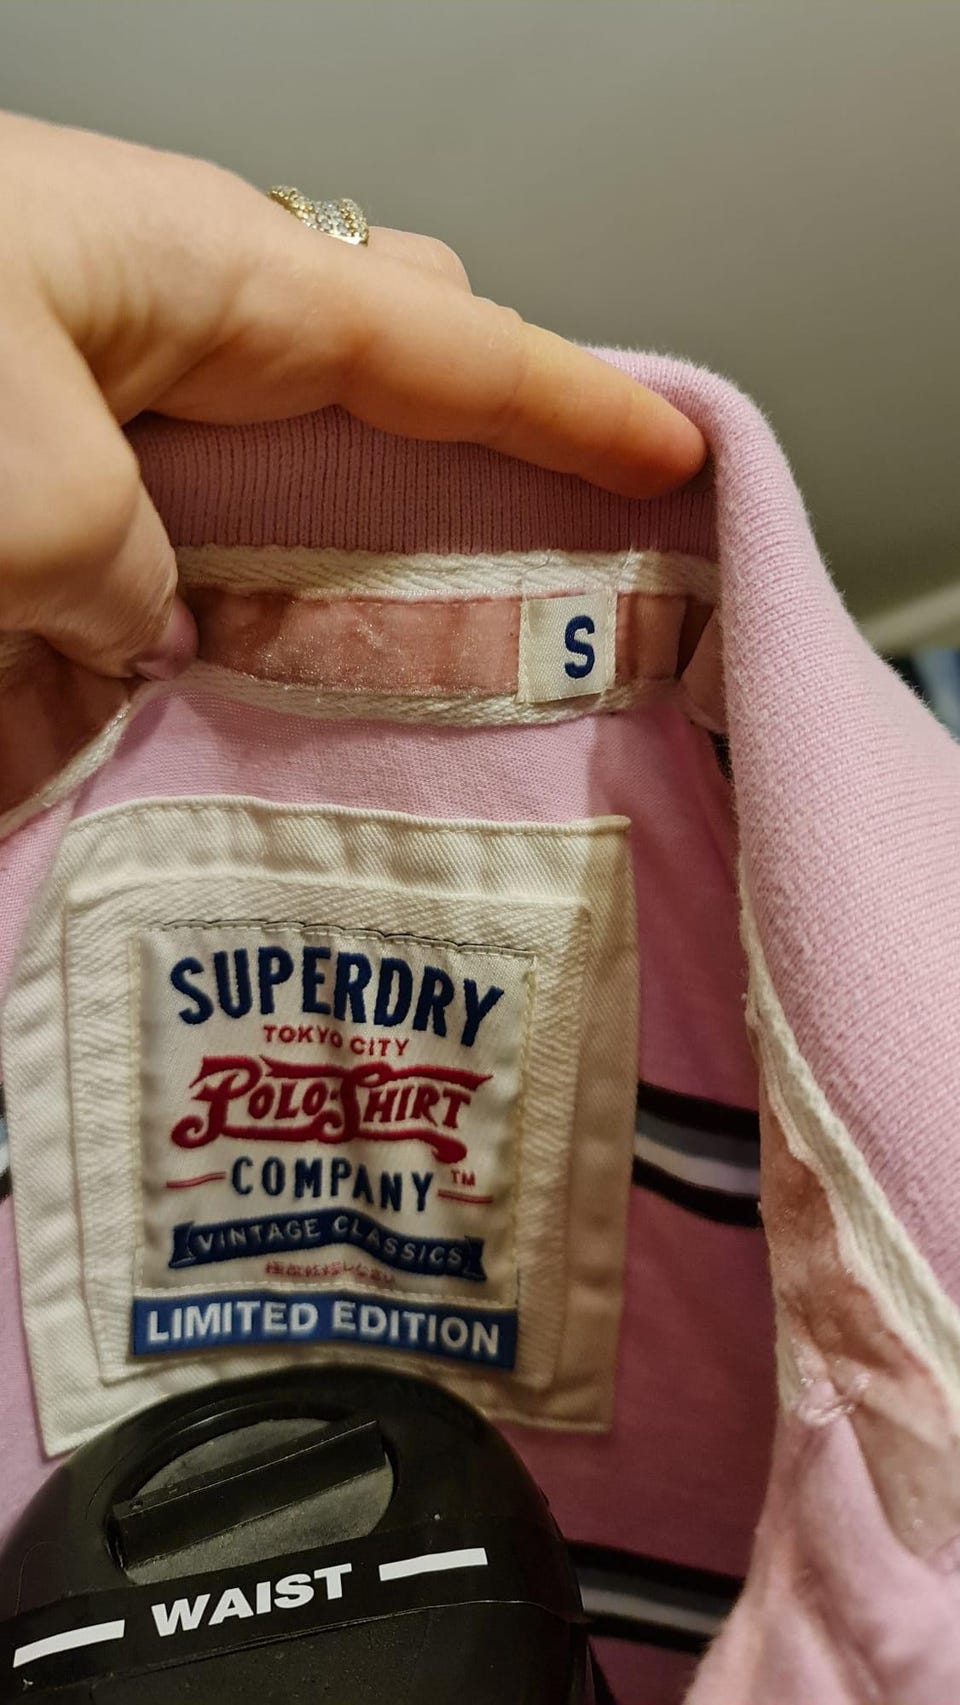 S
SUPERDRY
TOKYO CITY
POLO-SHIRT
COMPANY™
VINTAGE CLASSICS
LIMITED EDITION
WAIST